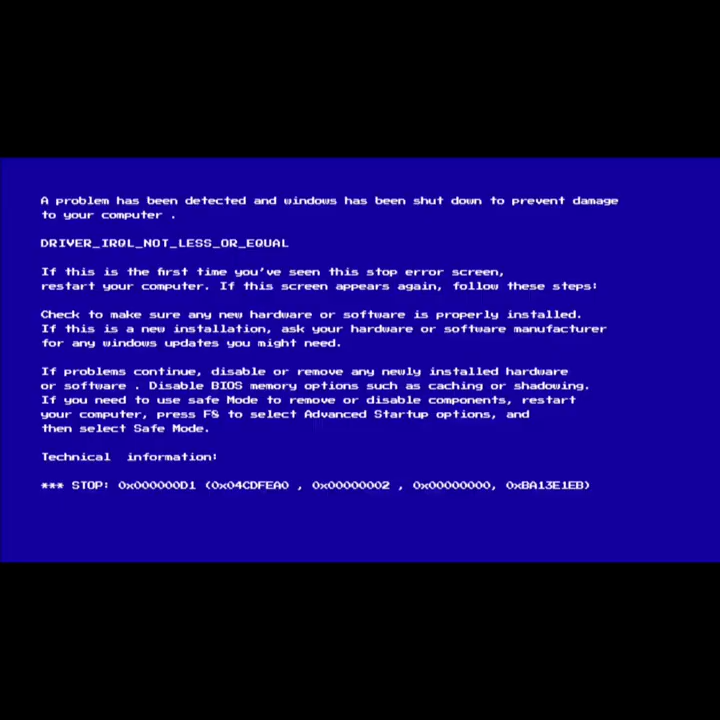 A problem has been detected and windows has been shut down to prevent damage
to your computer .
DRIVER_IRQL_NOT_LESS_OR_EQUAL
If this is the first time you've seen this stop error screen,
restart your computer. If this screen appears again, follow these steps:
Check to make sure any new hardware or software is properly installed.
If this is a new installation, ask your hardware or software manufacturer
for any windows updates you might need.
If problems continue, disable or remove any newly installed hardware
or software . Disable BIOS memory options such as caching or shadowing.
If you need to use safe Mode to remove or disable components, restart
your computer, press F8 to select Advanced Startup options, and
then select Safe Mode.
Technical  information:
*** STOP: 0x000000D1 (0x04CDFEA0 , 0x00000002 , 0x00000000, 0xBA13E1EB)